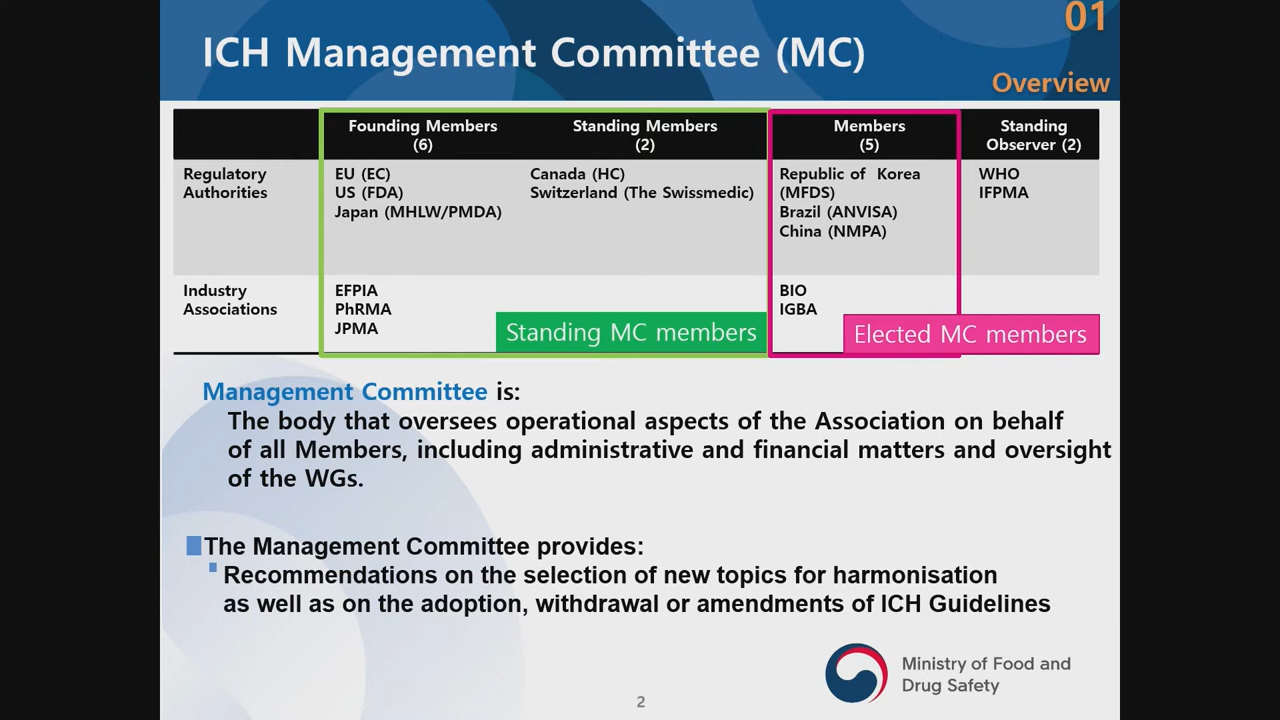 01
ICH Management Committee (MC)
Overview
Founding Members
(6)
Standing Members
(2)
Members
(5)
Standing
Observer (2)
Regulatory
Authorities
EU (EC)
US (FDA)
Japan (MHLW/PMDA)
Canada (HC)
Switzerland (The Swissmedic)
Republic of Korea
(MFDS)
Brazil (ANVISA)
China (NMPA)
WHO
IFPMA
Industry
Associations
EFPIA
PhRMA
JPMA
Standing MC members
BIO
IGBA
Elected MC members
Management Committee is:
The body that oversees operational aspects of the Association on behalf
of all Members, including administrative and financial matters and oversight
of the WGs.
The Management Committee provides:
Recommendations on the selection of new topics for harmonisation
as well as on the adoption, withdrawal or amendments of ICH Guidelines
Ministry of Food and
Drug Safety
2